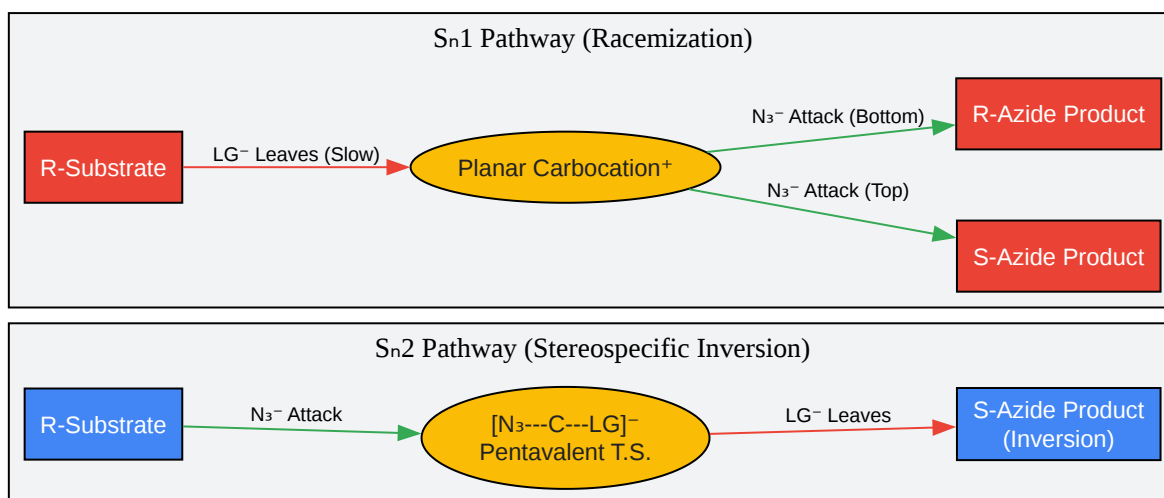 Sₙ1 Pathway (Racemization)
R-Substrate
LG⁻ Leaves (Slow)
Planar Carbocation⁺
N₃⁻ Attack (Bottom)
R-Azide Product
N₃⁻ Attack (Top)
S-Azide Product
Sₙ2 Pathway (Stereospecific Inversion)
R-Substrate
N₃⁻ Attack
[N₃---C---LG]⁻
Pentavalent T.S.
LG⁻ Leaves
S-Azide Product
(Inversion)